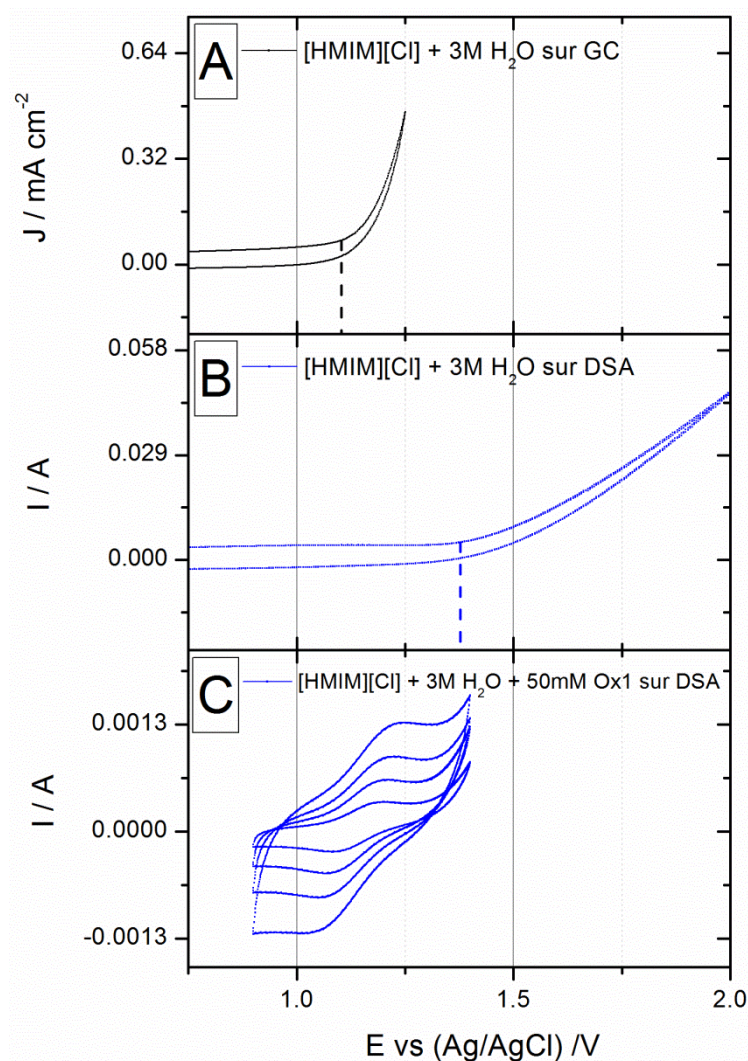 A
[HMIM][Cl] + 3M H₂O sur GC
0.64
0.32
0.00
J / mA cm⁻²
B
[HMIM][Cl] + 3M H₂O sur DSA
0.058
0.029
0.000
I / A
C
[HMIM][Cl] + 3M H₂O + 50mM Ox1 sur DSA
0.0013
0.0000
-0.0013
I / A
1.0 1.5 2.0
E vs (Ag/AgCl) /V